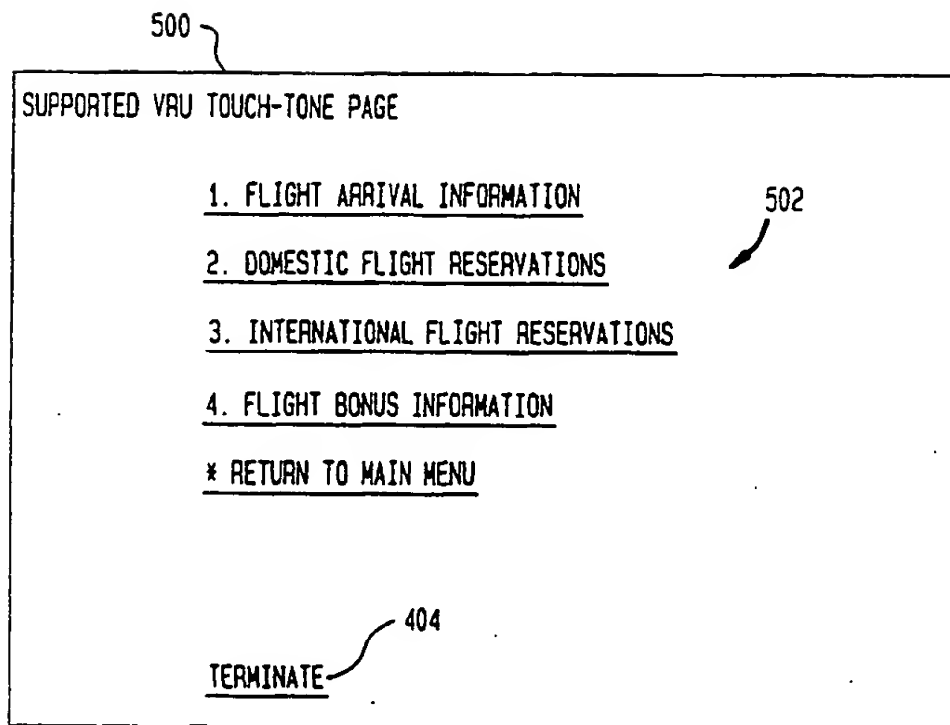 500
SUPPORTED VRU TOUCH-TONE PAGE
1. FLIGHT ARRIVAL INFORMATION
502
2. DOMESTIC FLIGHT RESERVATIONS
3. INTERNATIONAL FLIGHT RESERVATIONS
4. FLIGHT BONUS INFORMATION
* RETURN TO MAIN MENU
404
TERMINATE